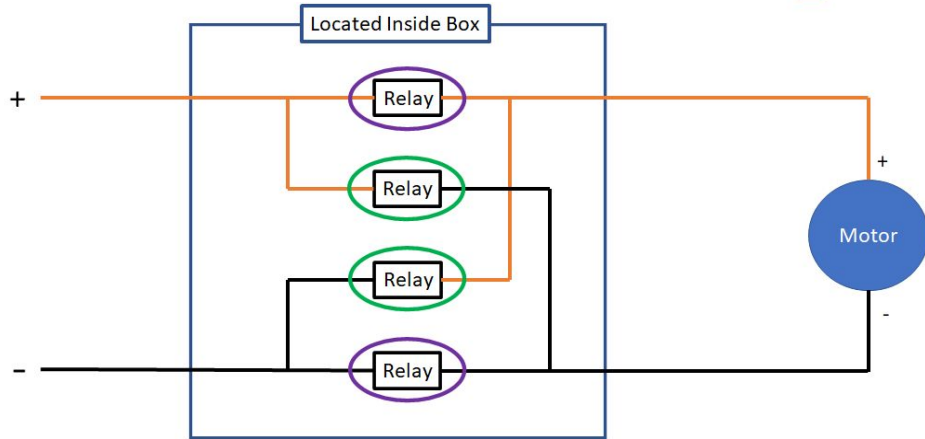 Located Inside Box
+
Relay
Relay
+
Motor
Relay
-
-
Relay